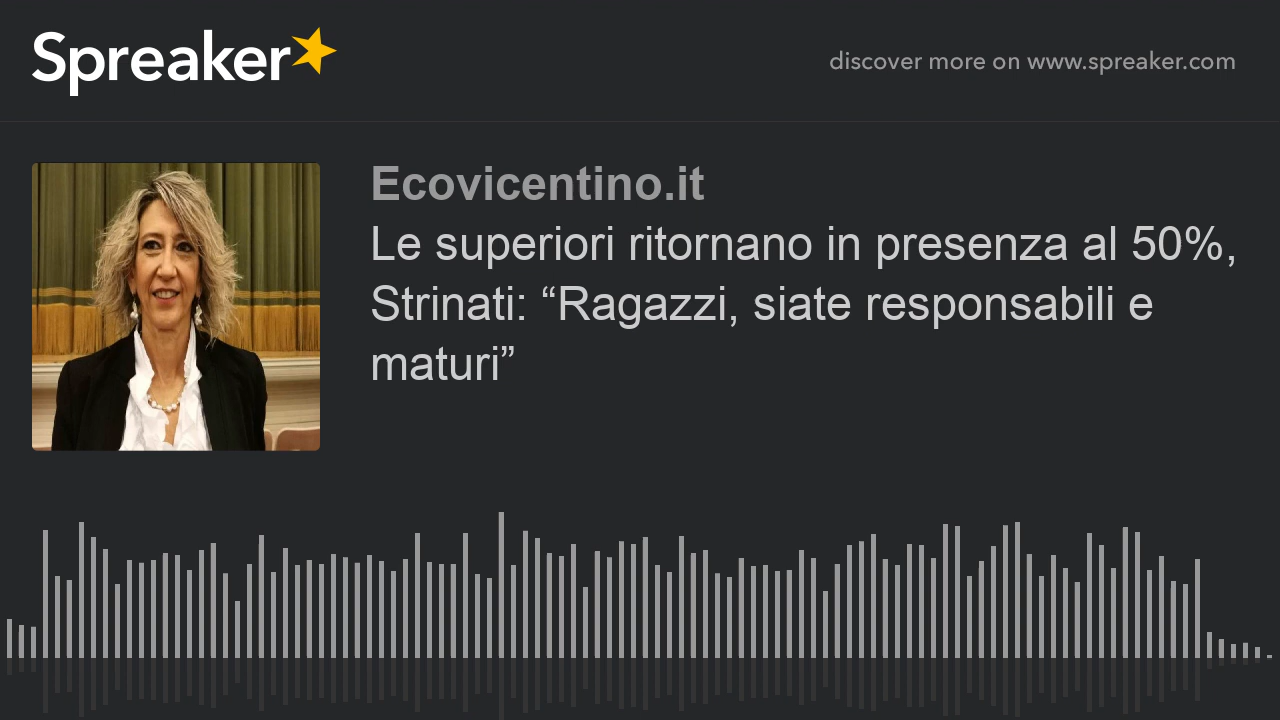 Spreaker
discover more on www.spreaker.com
Ecovicentino.it
Le superiori ritornano in presenza al 50%,
Strinati: “Ragazzi, siate responsabili e
maturi”